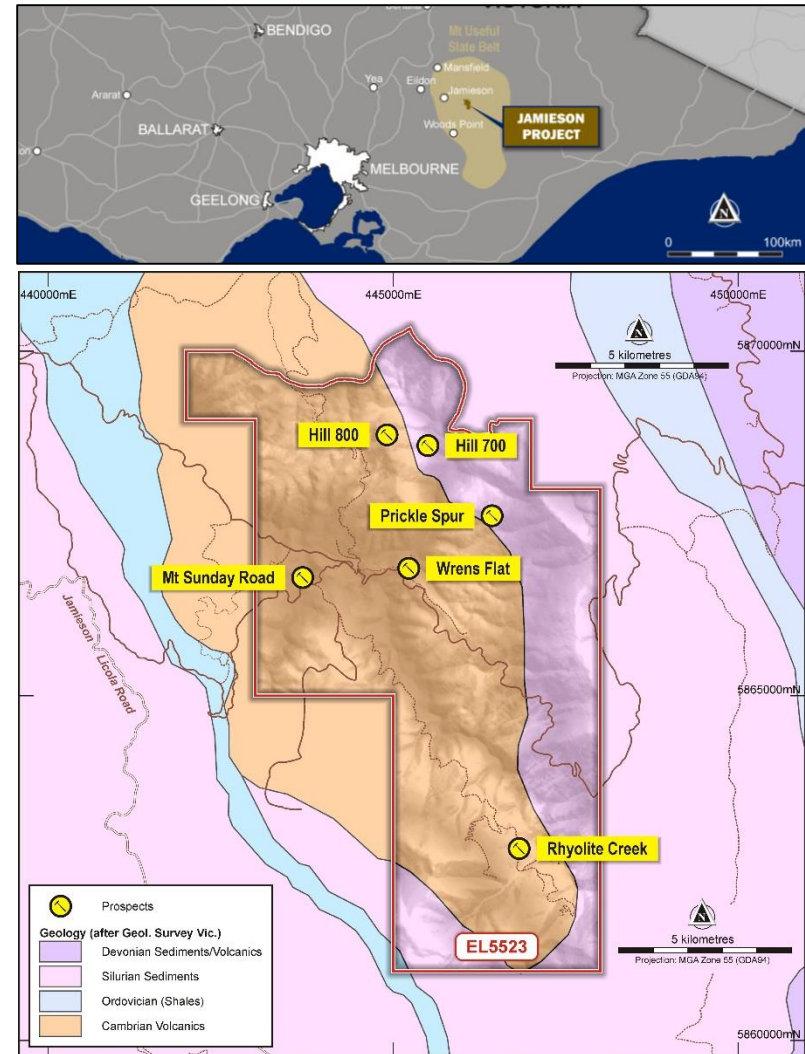 VICTORIA
BENDIGO
Mt Useful
Slate Belt
Mansfield
Yea
Eildon
Ararat
Jamieson
BALLARAT
Woods Point
JAMIESON
PROJECT
MELBOURNE
GEELONG
N
0 100km
440000mE
445000mE
450000mE
N
5870000mN
5 kilometres
Projection: MGA Zone 55 (GDA94)
Hill 800
Hill 700
Prickle Spur
Mt Sunday Road
Wrens Flat
Jamieson
Licola Road
5865000mN
Rhyolite Creek
Prospects
Geology (after Geol. Survey Vic.)
Devonian Sediments/Volcanics
Silurian Sediments
Ordovician (Shales)
Cambrian Volcanics
EL5523
N
5 kilometres
Projection: MGA Zone 55 (GDA94)
5860000mN